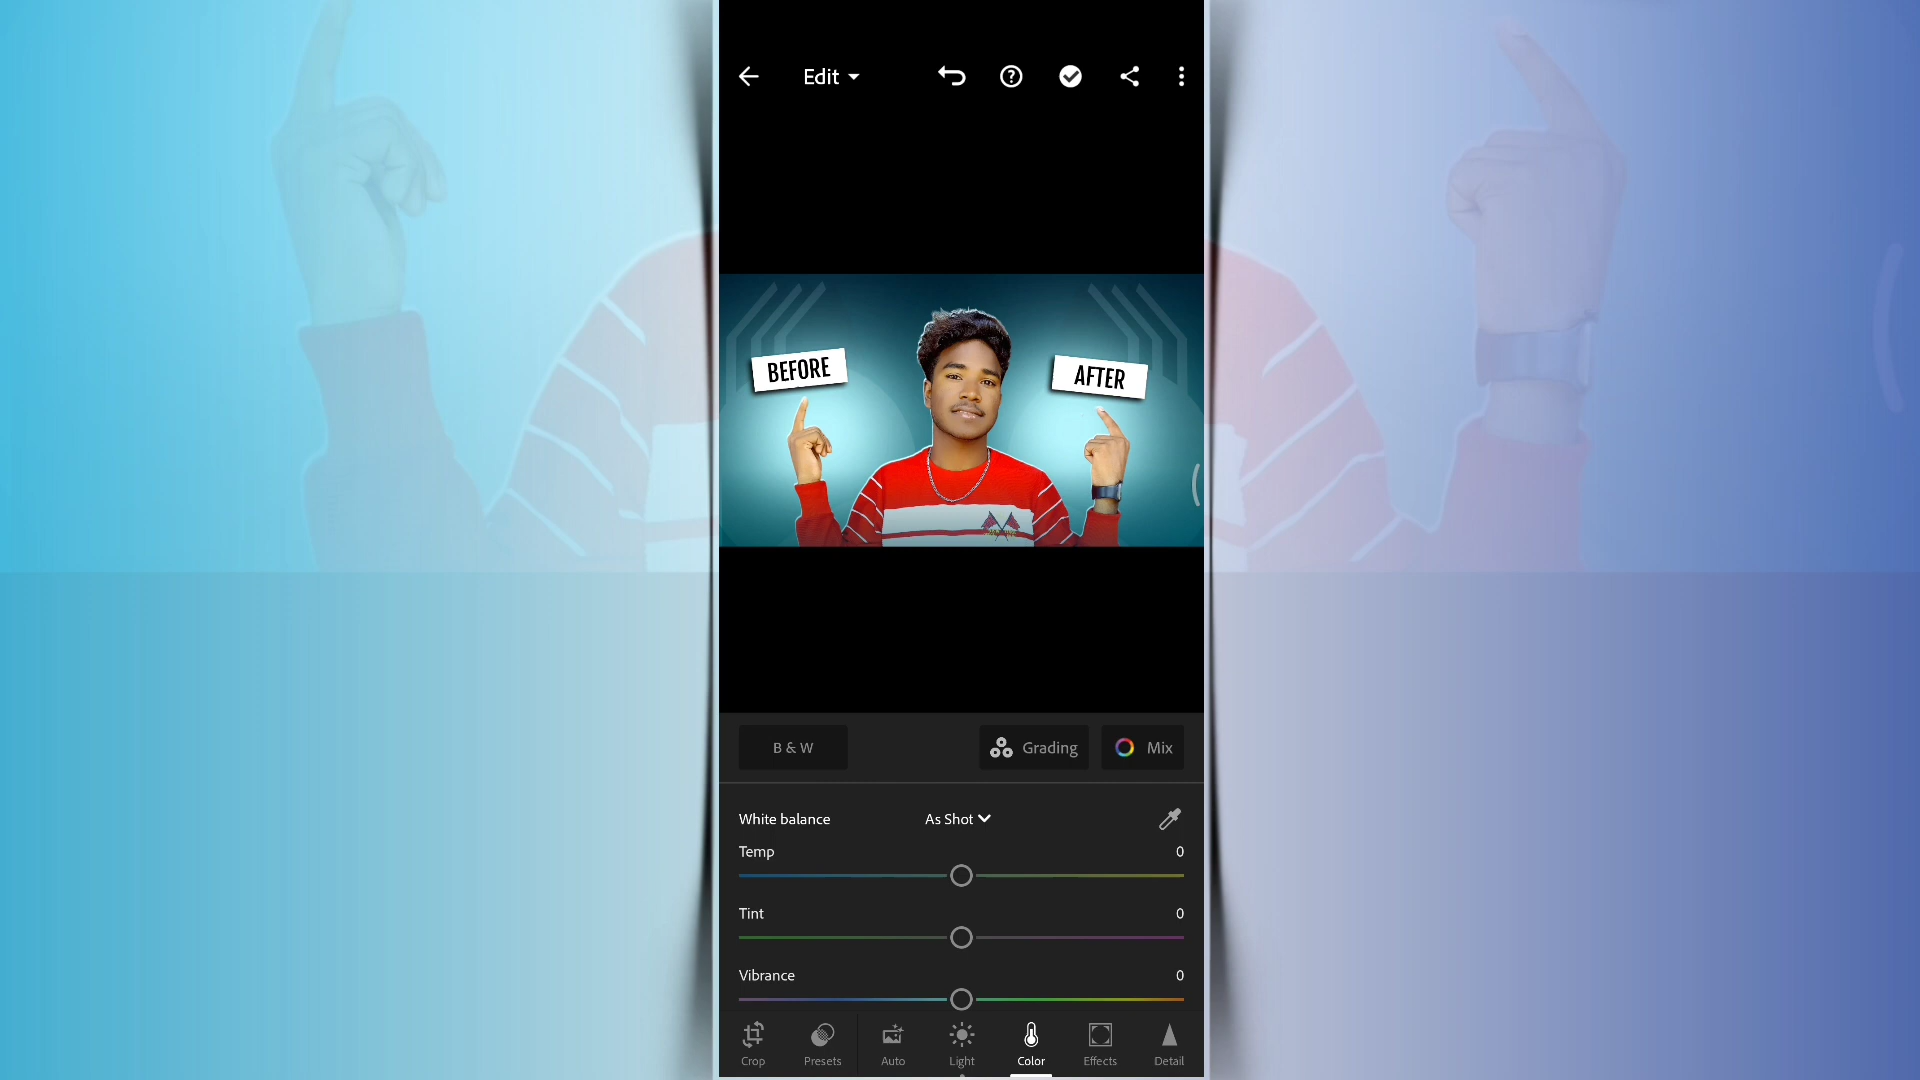 Edit
BEFORE
AFTER
B & W
Grading
Mix
White balance
As Shot
Temp
0
Tint
0
Vibrance
0
Crop
Presets
Auto
Light
Color
Effects
Detail